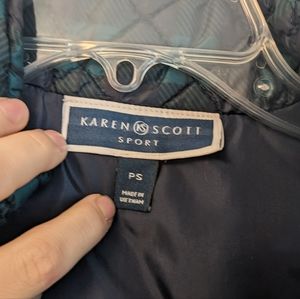 KAREN KS SCOTT
SPORT
PS
MADE IN
VIETNAM